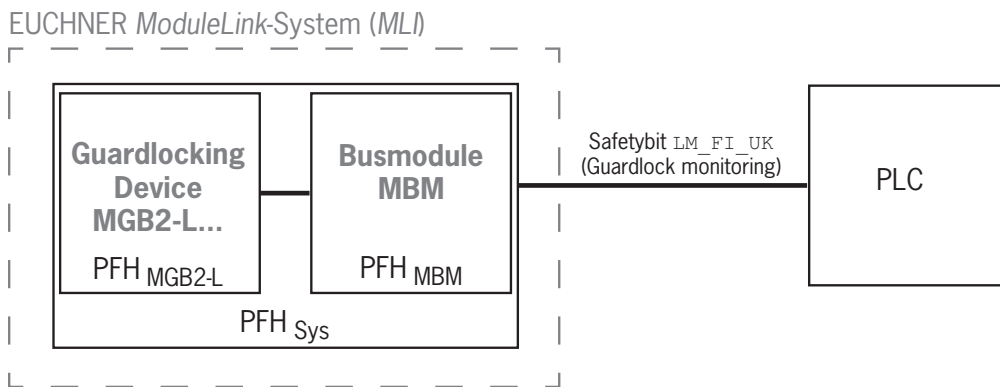 EUCHNER ModuleLink-System (MLI)
Guardlocking
Device
MGB2-L...
PFH MGB2-L
Busmodule
MBM
PFH MBM
PFH Sys
Safetybit LM_FI_UK
(Guardlock monitoring)
PLC